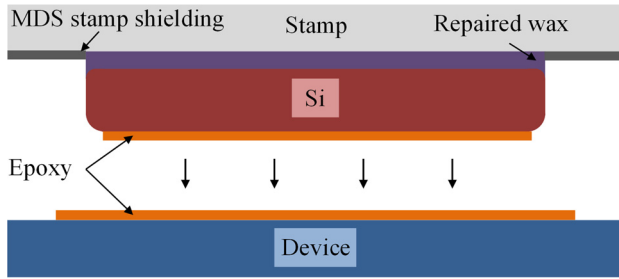 MDS stamp shielding
Stamp
Repaired wax
Si
Epoxy
Device